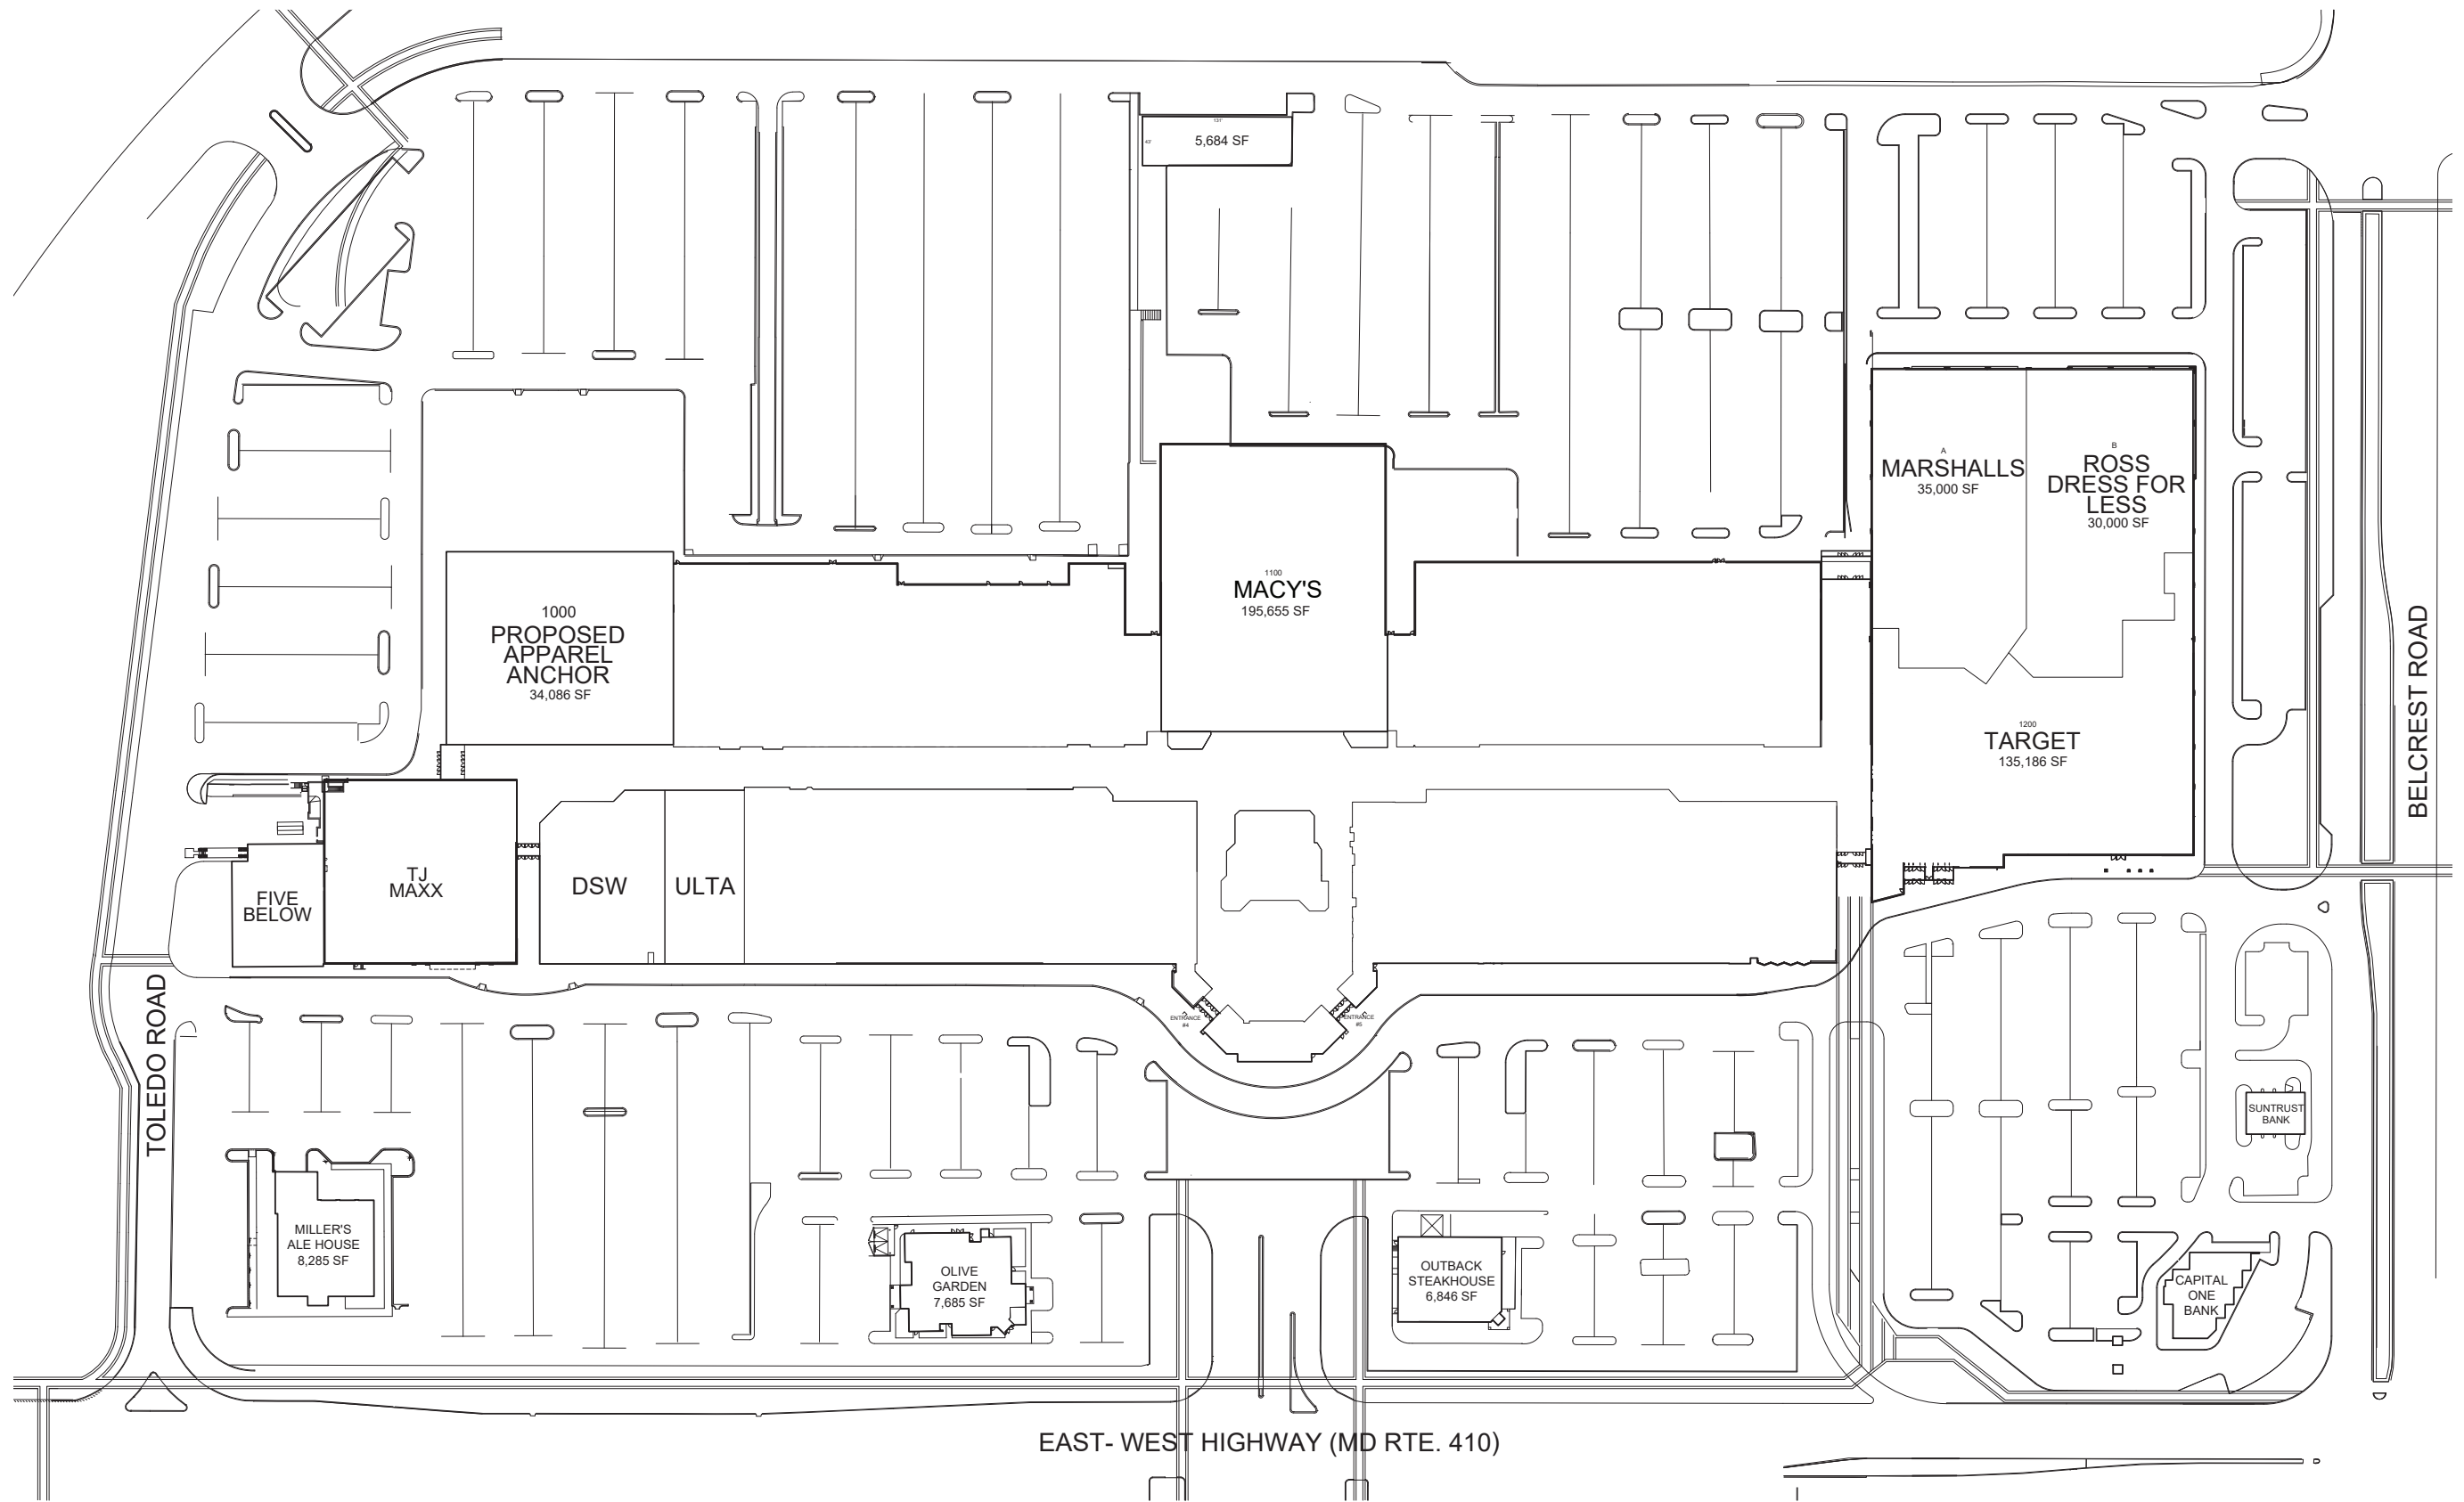 131'
43'
5,684 SF
A
MARSHALLS
35,000 SF
B
ROSS
DRESS FOR
LESS
30,000 SF
1100
MACY'S
195,655 SF
1000
PROPOSED
APPAREL
ANCHOR
34,086 SF
1200
TARGET
135,186 SF
BELCREST ROAD
TJ
MAXX
DSW
ULTA
FIVE
BELOW
TOLEDO ROAD
ENTRANCE
#4
ENTRANCE
#5
SUNTRUST
BANK
MILLER'S
ALE HOUSE
8,285 SF
OLIVE
GARDEN
7,685 SF
OUTBACK
STEAKHOUSE
6,846 SF
CAPITAL
ONE
BANK
EAST- WEST HIGHWAY (MD RTE. 410)